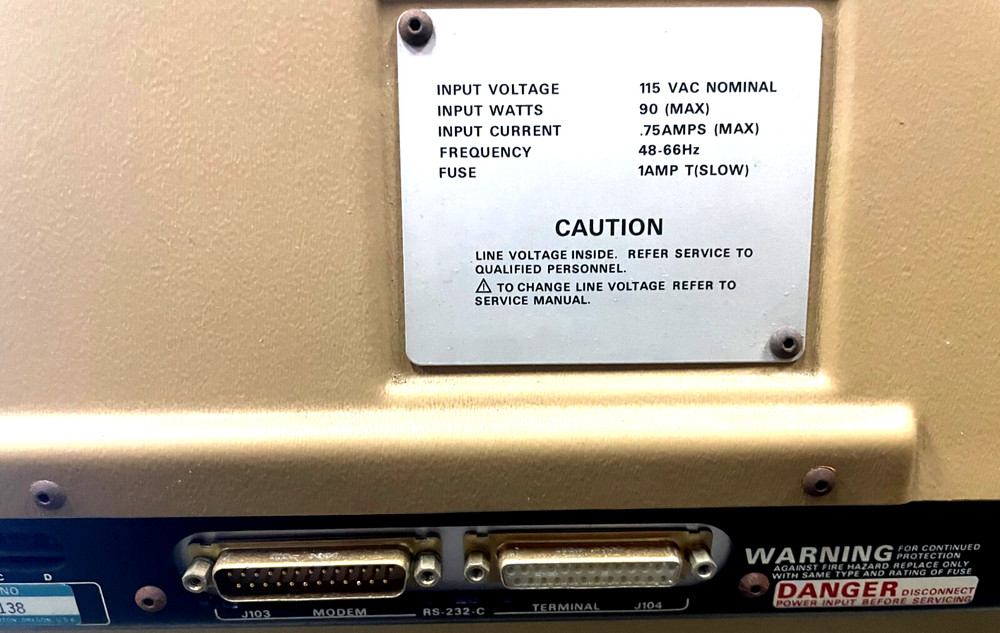 INPUT VOLTAGE 115 VAC NOMINAL
INPUT WATTS 90 (MAX)
INPUT CURRENT .75AMPS (MAX)
FREQUENCY 48-66Hz
FUSE 1AMP T(SLOW)
CAUTION
LINE VOLTAGE INSIDE. REFER SERVICE TO
QUALIFIED PERSONNEL.
TO CHANGE LINE VOLTAGE REFER TO
SERVICE MANUAL.
C D
NO
138
OREGON, U.S.A.
J103 MODEM RS-232-C TERMINAL J104
WARNING FOR CONTINUED
PROTECTION
AGAINST FIRE HAZARD REPLACE ONLY
WITH SAME TYPE AND RATING OF FUSE
DANGER DISCONNECT
POWER INPUT BEFORE SERVICING